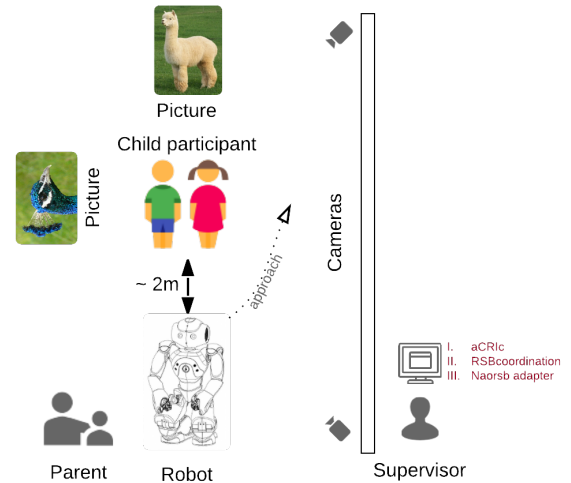 Picture
Child participant
Picture
~ 2m
approach
Cameras
I. aCRIc
II. RSBcoordination
III. Naorsb adapter
Parent
Robot
Supervisor